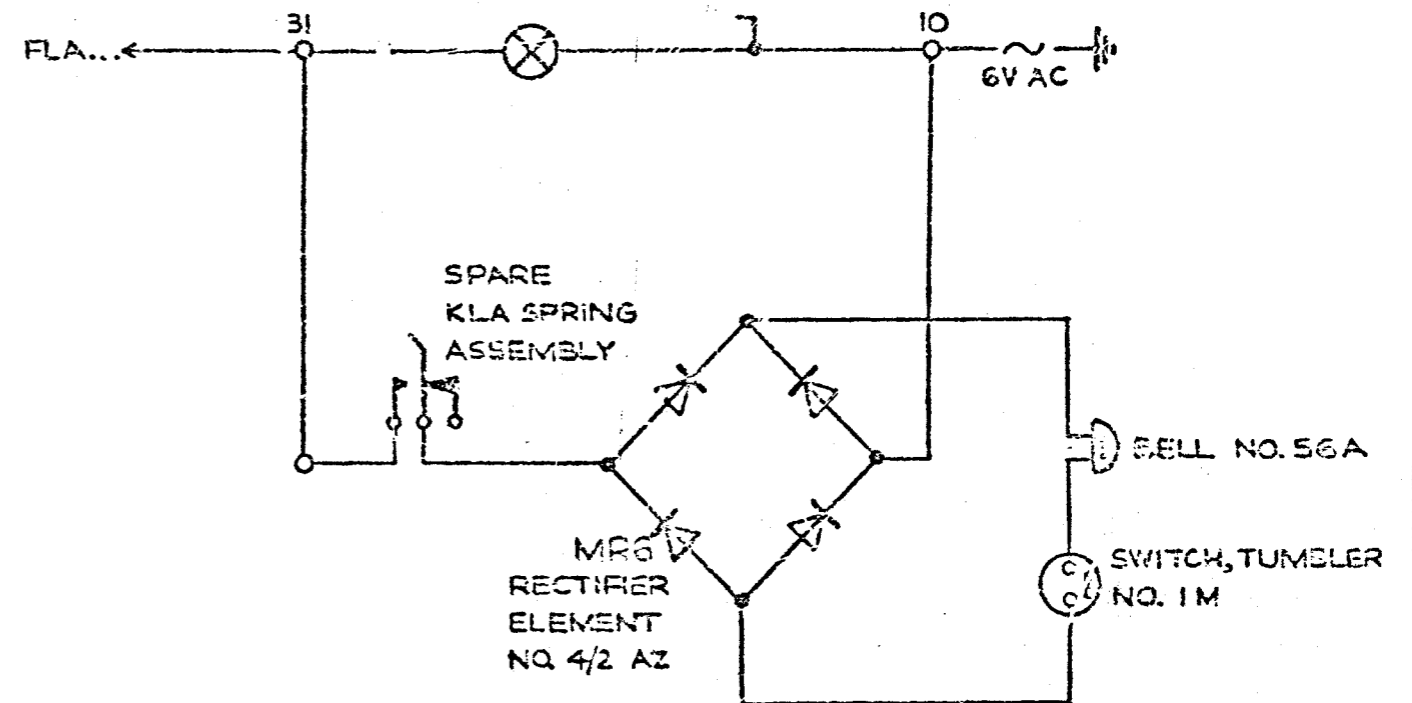 31
10
FLA...
6V AC
SPARE
KLA SPRING
ASSEMBLY
BELL NO. 56A
MR6
RECTIFIER
ELEMENT
NO. 4/2 AZ
SWITCH, TUMBLER
NO. 1M